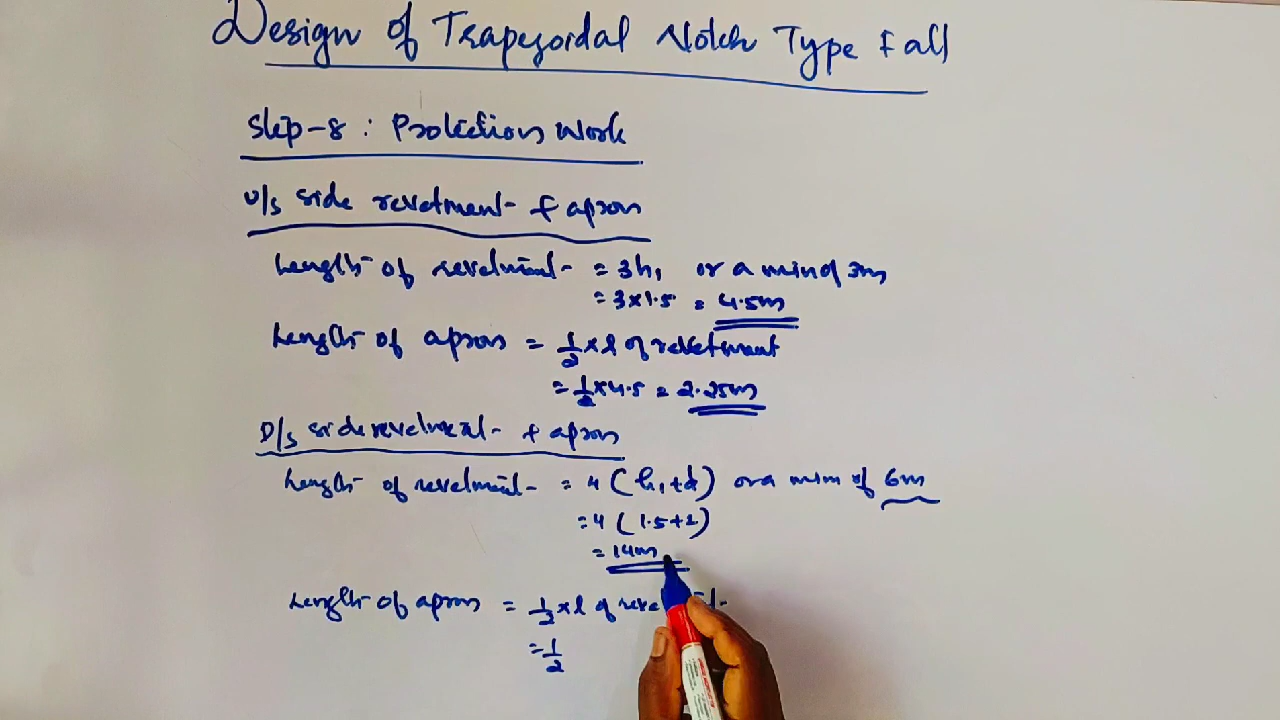 Design of Trapezoidal Notch Type Fall
Step-8 : Protection Work
U/s side revetment & apron
Length of revetment = 3h₁ or a min of 3m
= 3×1.5 = 4.5m
Length of apron = 1/2 × l of revetment
= 1/2 × 4.5 = 2.25m
D/s side revetment & apron
Length of revetment = 4 (h₁+d) or a min of 6m
= 4 (1.5+2)
= 14m
Length of apron = 1/2 × l of
= 1/2